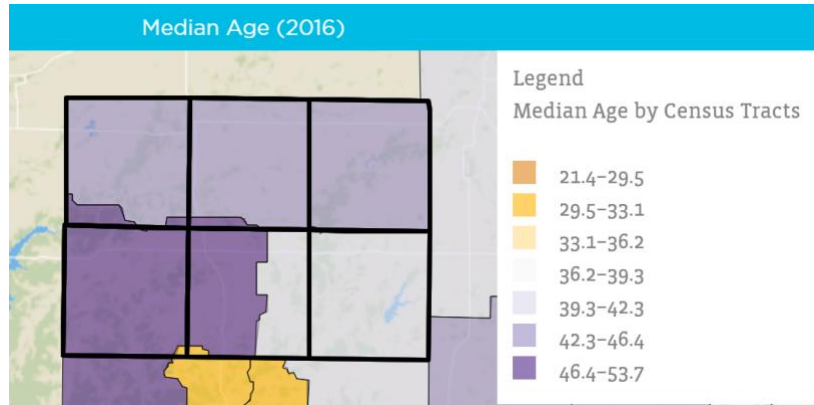 Median Age (2016)
Legend
Median Age by Census Tracts
21.4–29.5
29.5–33.1
33.1–36.2
36.2–39.3
39.3–42.3
42.3–46.4
46.4–53.7